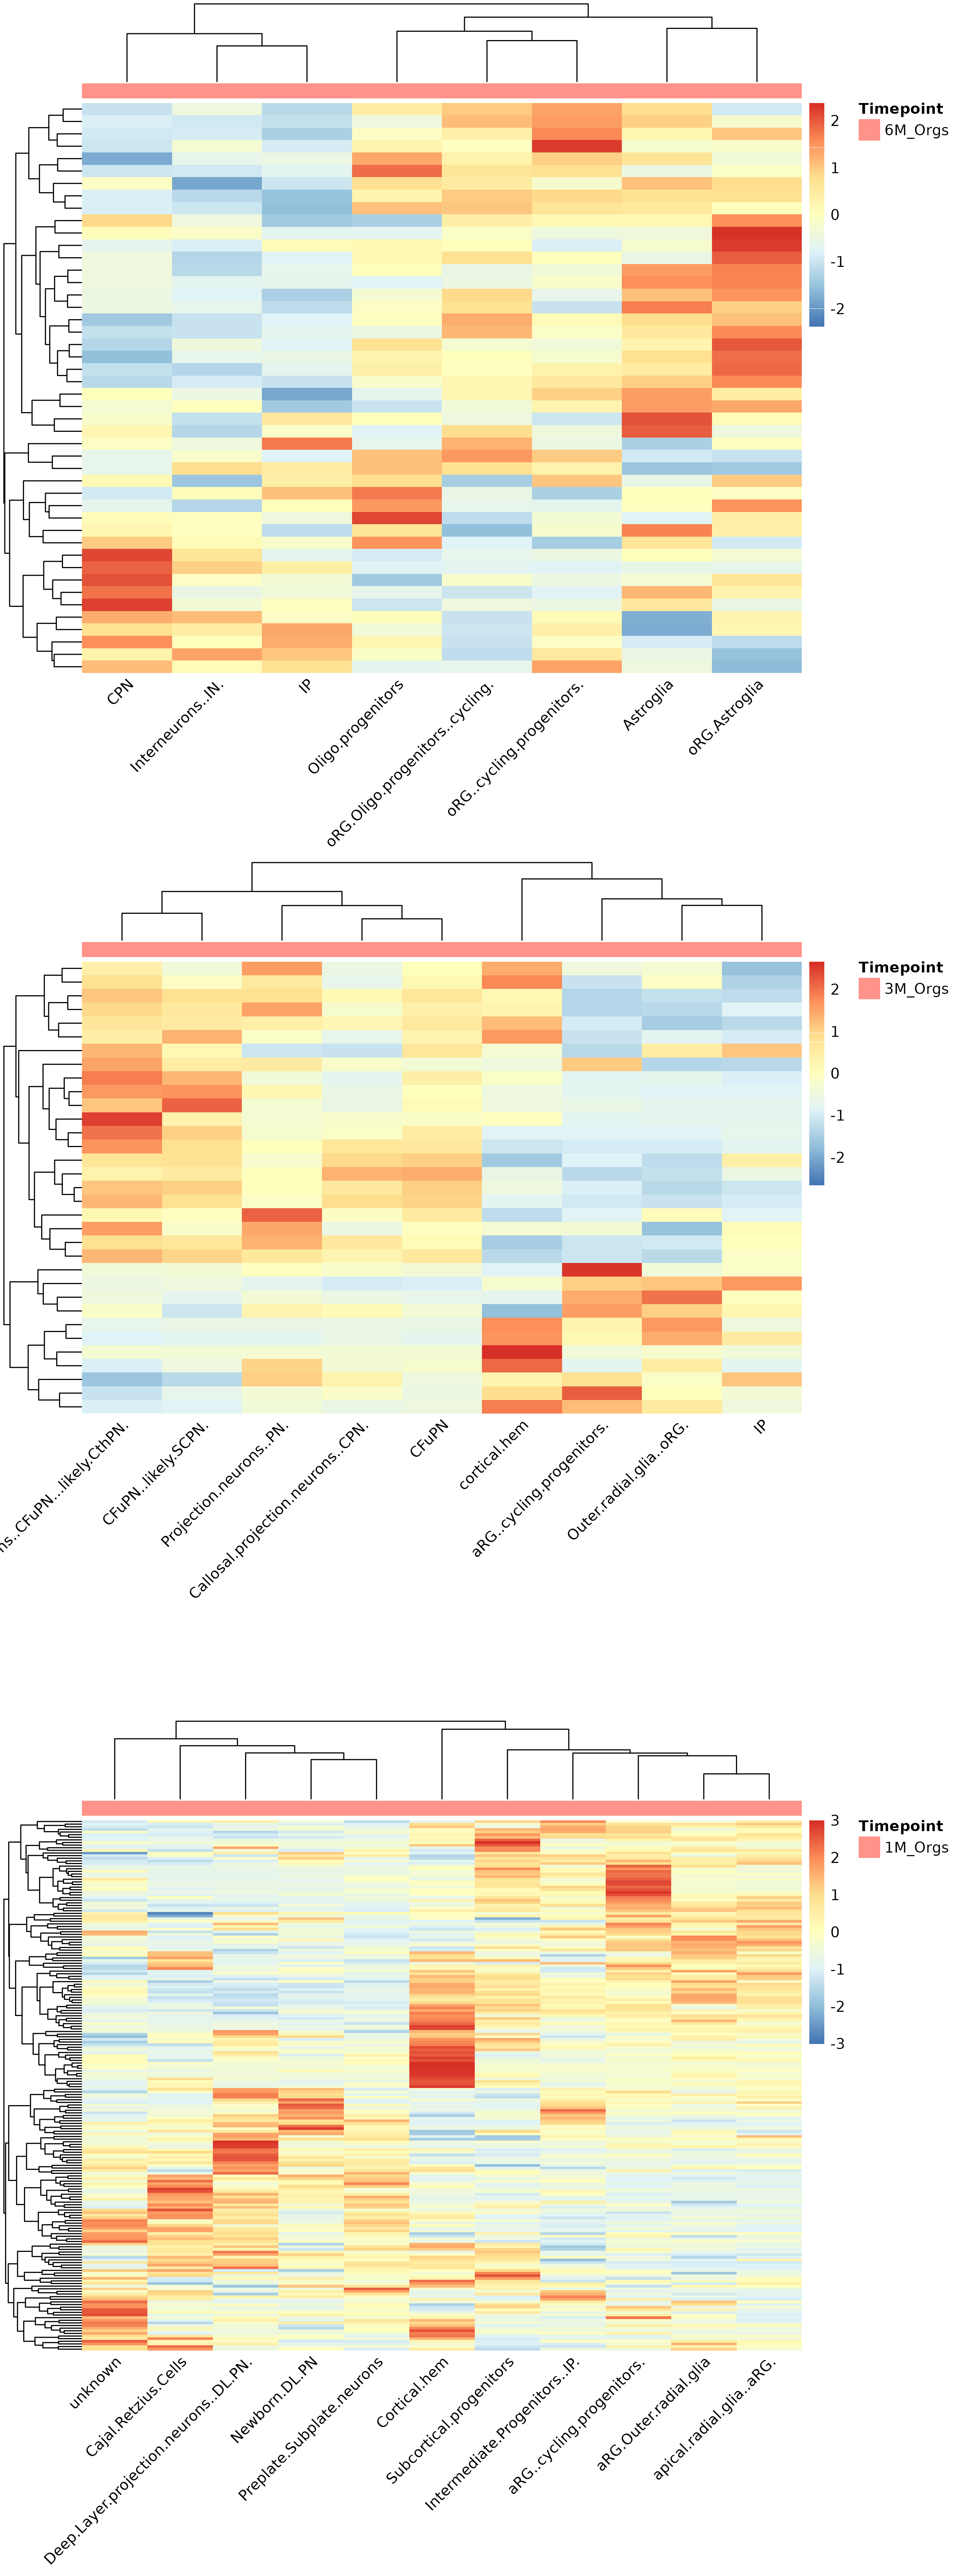 Timepoint
6M_Orgs
2
1
0
-1
-2
CPN
Interneurons..IN.
IP
Oligo.progenitors
oRG.Oligo.progenitors..cycling.
oRG..cycling.progenitors.
Astroglia
oRG.Astroglia
Timepoint
3M_Orgs
2
1
0
-1
-2
ns..CFuPN...likely.CthPN.
CFuPN..likely.SCPN.
Projection.neurons..PN.
Callosal.projection.neurons..CPN.
CFuPN
cortical.hem
aRG..cycling.progenitors.
Outer.radial.glia..oRG.
IP
Timepoint
1M_Orgs
3
2
1
0
-1
-2
-3
unknown
Cajal.Retzius.Cells
Deep.Layer.projection.neurons..DL.PN.
Newborn.DL.PN
Preplate.Subplate.neurons
Cortical.hem
Subcortical.progenitors
Intermediate.Progenitors..IP.
aRG..cycling.progenitors.
aRG.Outer.radial.glia
apical.radial.glia..aRG.